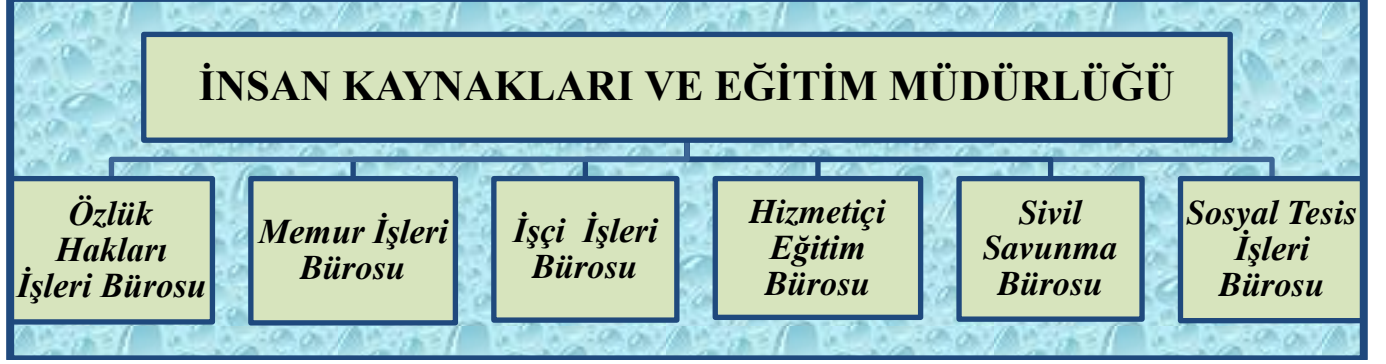 İNSAN KAYNAKLARI VE EĞİTİM MÜDÜRLÜĞÜ
Özlük
Hakları
İşleri Bürosu
Memur İşleri
Bürosu
İşçi İşleri
Bürosu
Hizmetiçi
Eğitim
Bürosu
Sivil
Savunma
Bürosu
Sosyal Tesis
İşleri
Bürosu